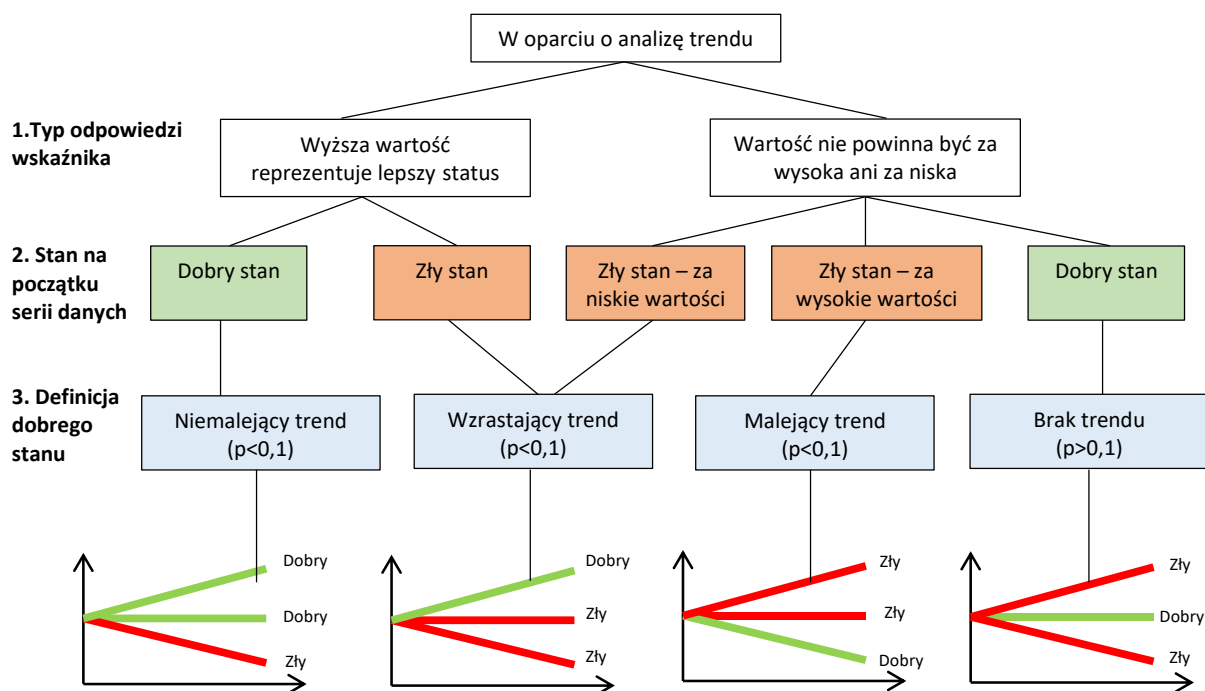 W oparciu o analizę trendu
1.Typ odpowiedzi
wskaźnika
Wyższa wartość
reprezentuje lepszy status
Wartość nie powinna być za
wysoka ani za niska
2. Stan na
początku
serii danych
Dobry stan
Zły stan
Zły stan – za
niskie wartości
Zły stan – za
wysokie wartości
Dobry stan
3. Definicja
dobrego
stanu
Niemalejący trend
(p<0,1)
Wzrastający trend
(p<0,1)
Malejący trend
(p<0,1)
Brak trendu
(p>0,1)
Dobry
Dobry
Zły
Dobry
Zły
Zły
Zły
Zły
Dobry
Zły
Dobry
Zły